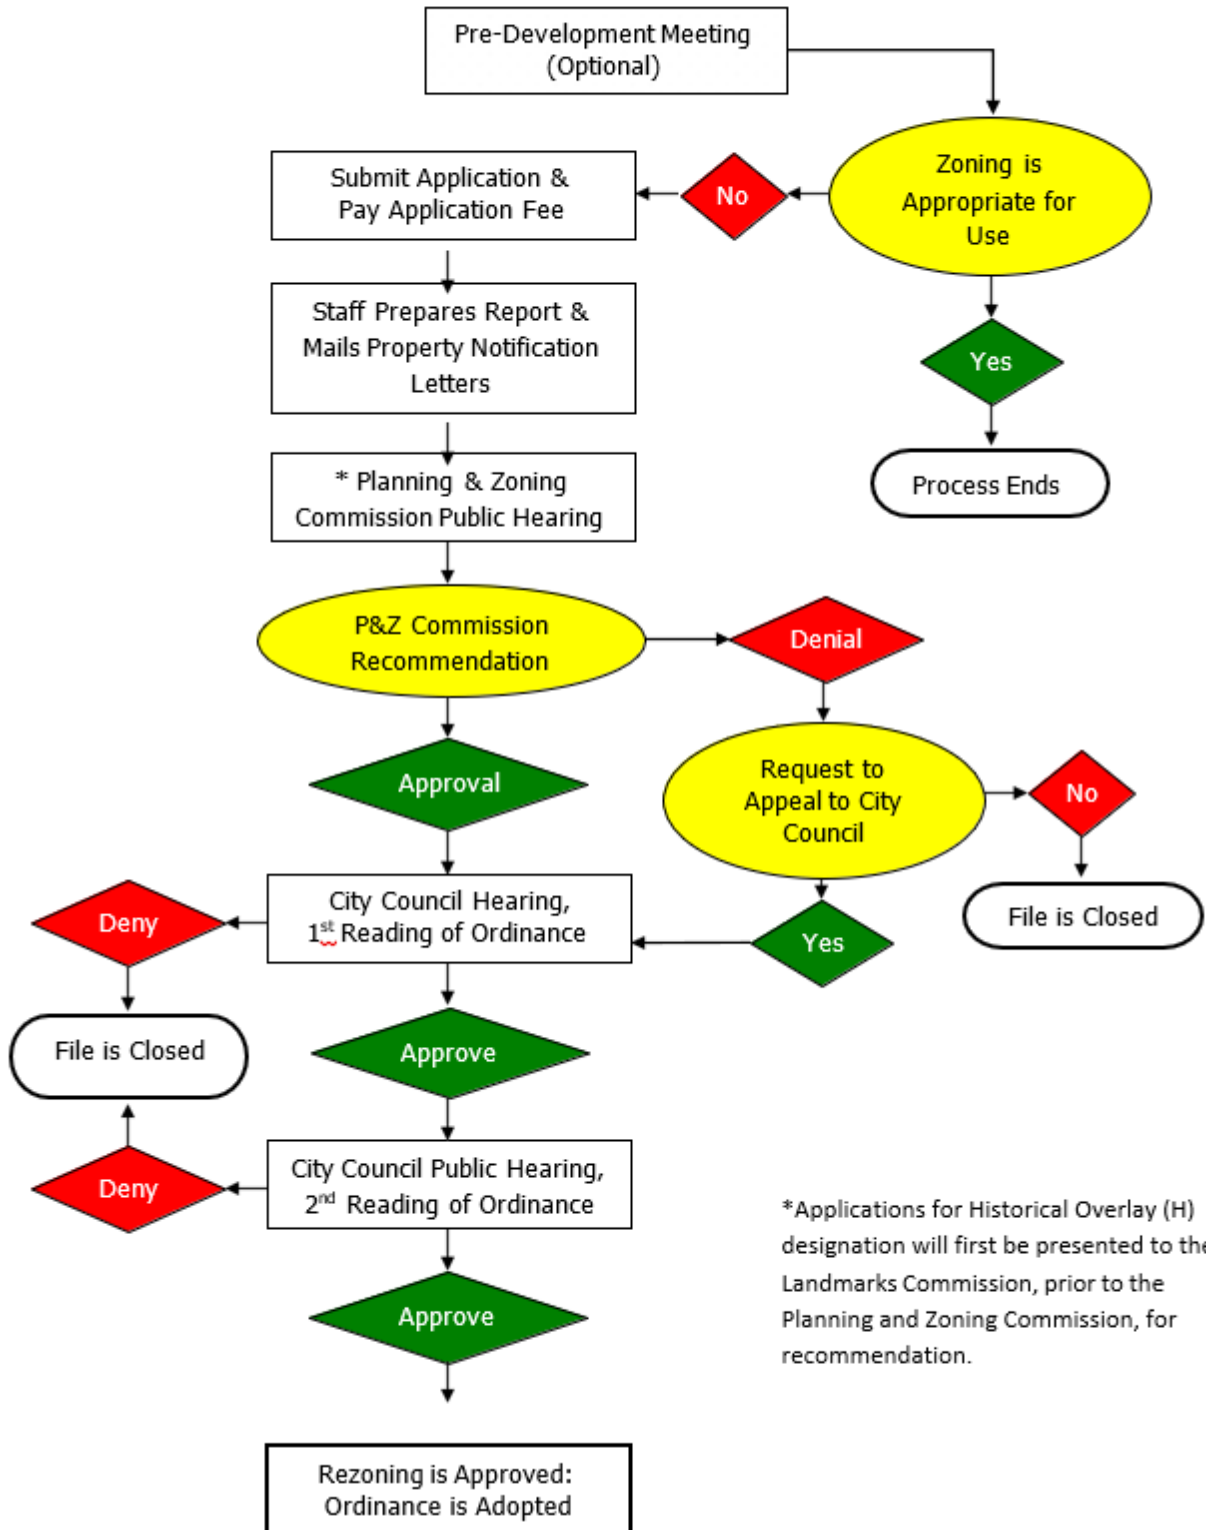 Pre-Development Meeting
(Optional)
Zoning is
Appropriate for
Use
No
Submit Application &
Pay Application Fee
Yes
Process Ends
Staff Prepares Report &
Mails Property Notification
Letters
* Planning & Zoning
Commission Public Hearing
P&Z Commission
Recommendation
Denial
Approval
Request to
Appeal to City
Council
No
File is Closed
Yes
City Council Hearing,
1st Reading of Ordinance
Deny
File is Closed
Approve
City Council Public Hearing,
2nd Reading of Ordinance
Deny
Approve
Rezoning is Approved:
Ordinance is Adopted
*Applications for Historical Overlay (H)
designation will first be presented to the
Landmarks Commission, prior to the
Planning and Zoning Commission, for
recommendation.